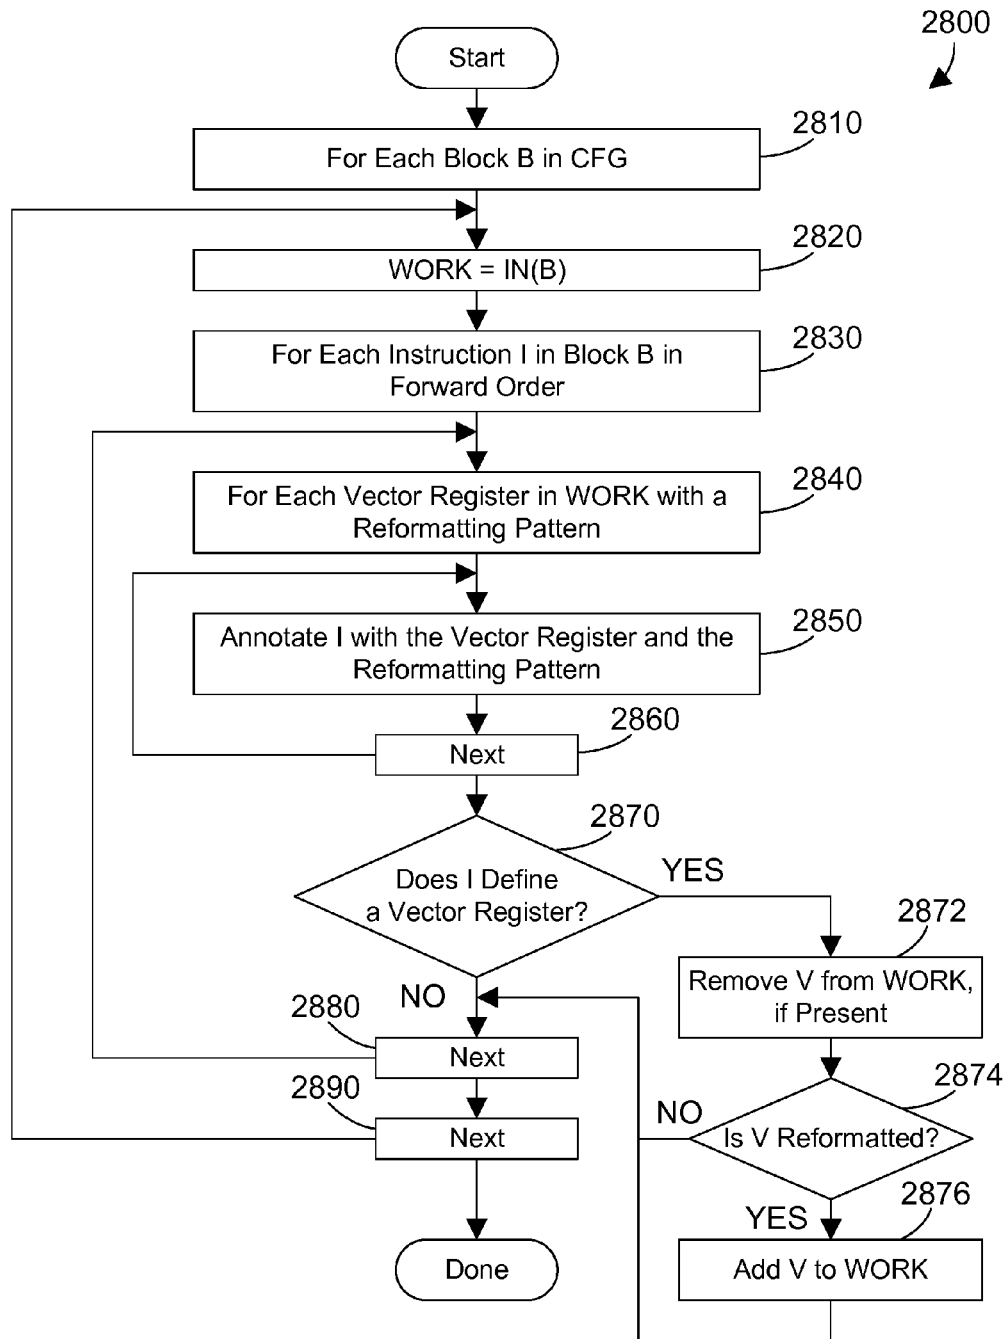 2800
Start
2810
For Each Block B in CFG
2820
WORK = IN(B)
2830
For Each Instruction I in Block B in
Forward Order
2840
For Each Vector Register in WORK with a
Reformatting Pattern
2850
Annotate I with the Vector Register and the
Reformatting Pattern
2860
Next
2870
Does I Define
a Vector Register?
YES
2872
Remove V from WORK,
if Present
NO
2880
Next
2874
Is V Reformatted?
NO
2890
Next
YES
2876
Add V to WORK
Done